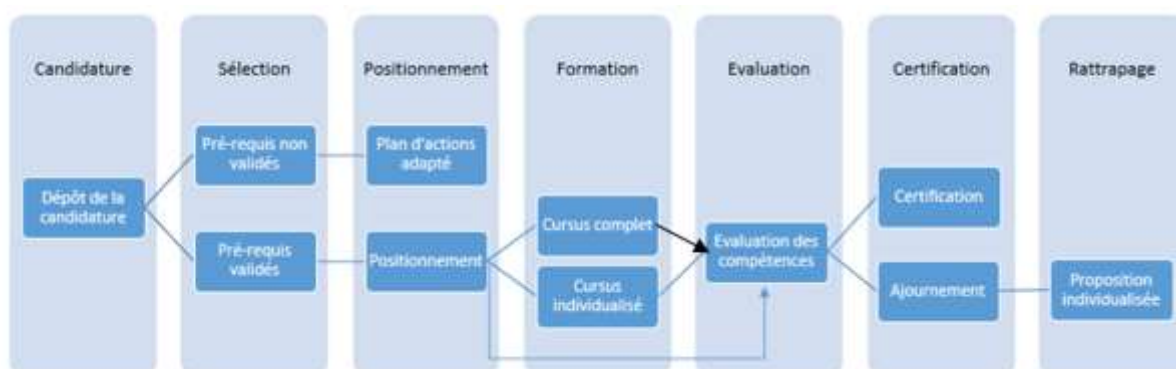 Candidature
Sélection
Positionnement
Formation
Evaluation
Certification
Rattrapage
Dépôt de la
candidature
Pré-requis non
validés
Pré-requis
validés
Plan d'actions
adapté
Positionnement
Cursus complet
Cursus
individualisé
Evaluation des
compétences
Certification
Ajournement
Proposition
individualisée